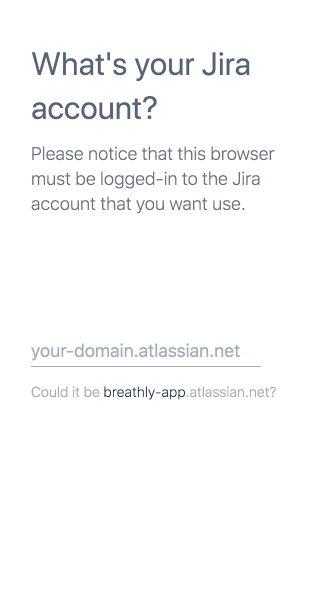 What's your Jira
account?
Please notice that this browser
must be logged-in to the Jira
account that you want use.
your-domain.atlassian.net
Could it be breathly-app.atlassian.net?